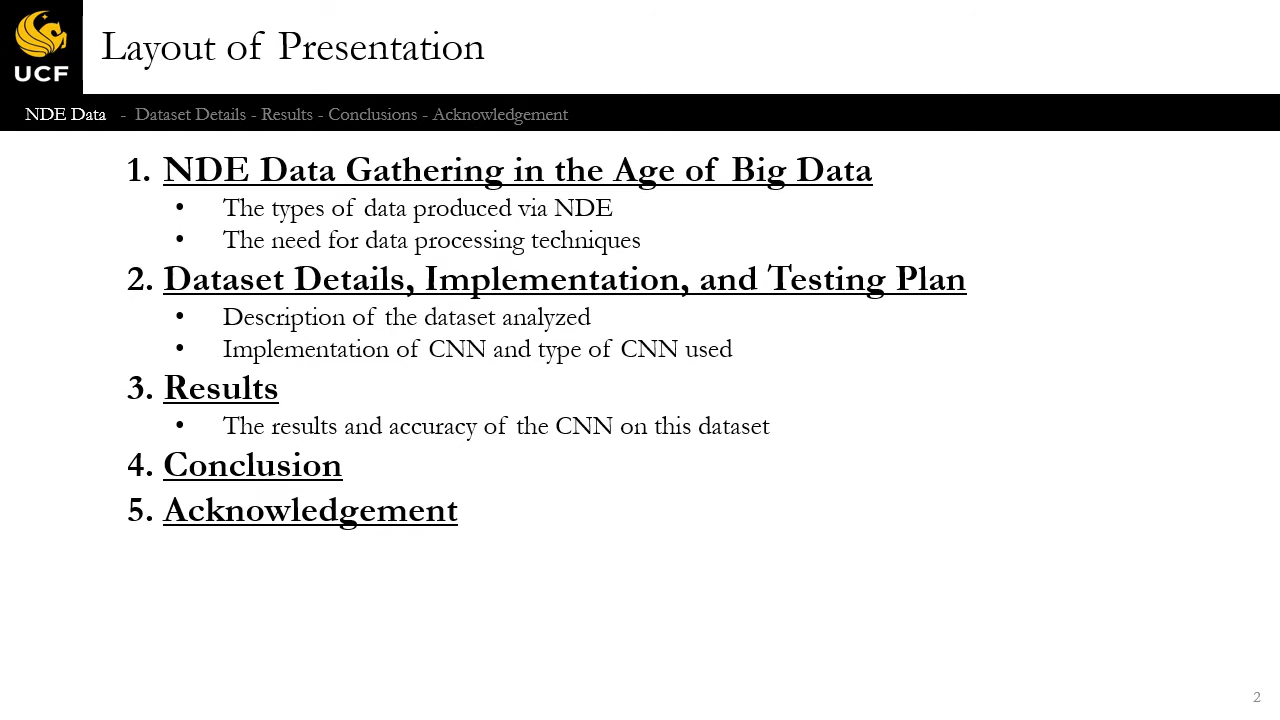 UCF
Layout of Presentation
NDE Data - Dataset Details - Results - Conclusions - Acknowledgement
1. NDE Data Gathering in the Age of Big Data
• The types of data produced via NDE
• The need for data processing techniques
2. Dataset Details, Implementation, and Testing Plan
• Description of the dataset analyzed
• Implementation of CNN and type of CNN used
3. Results
• The results and accuracy of the CNN on this dataset
4. Conclusion
5. Acknowledgement
2